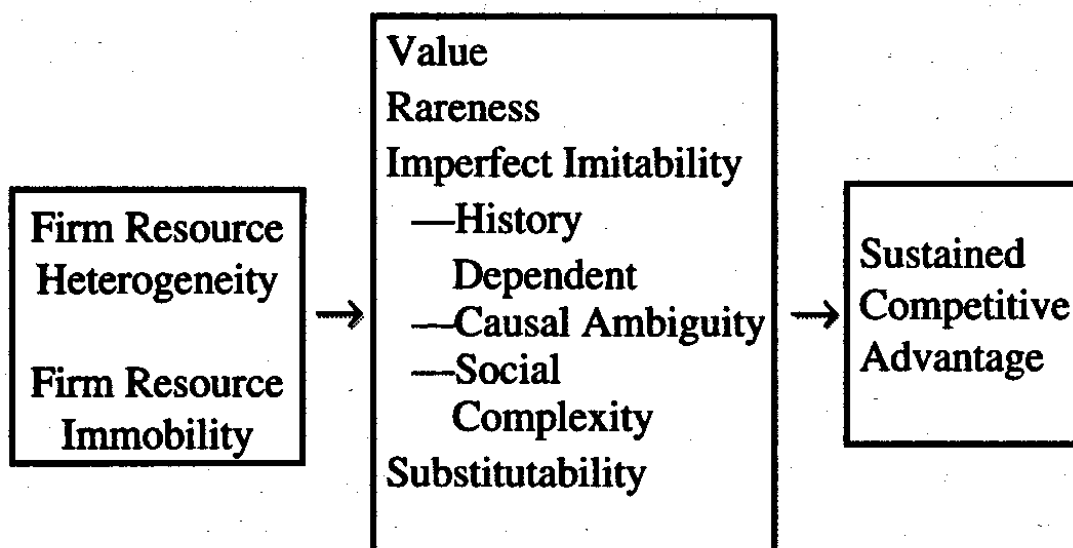 Firm Resource
Heterogeneity
Firm Resource
Immobility
Value
Rareness
Imperfect Imitability
—History
Dependent
—Causal Ambiguity
—Social
Complexity
Substitutability
Sustained
Competitive
Advantage